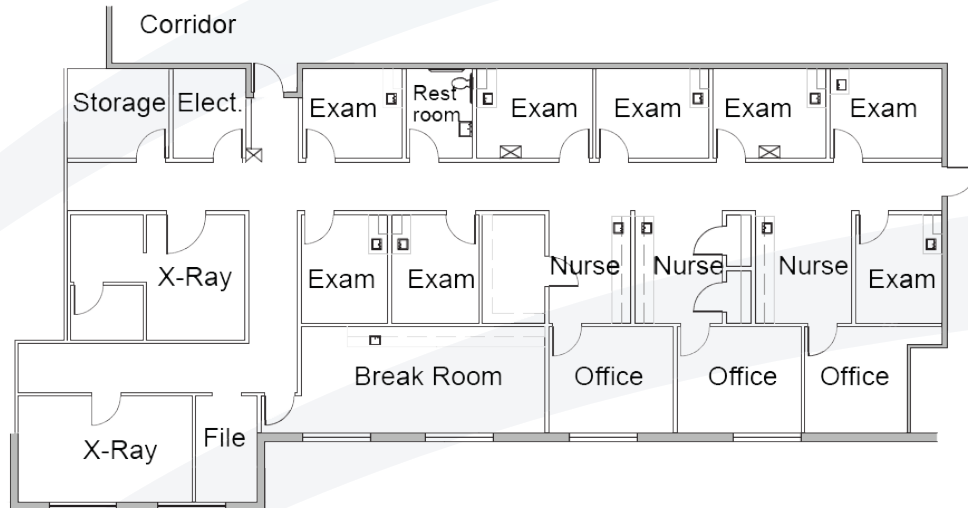 Corridor
Storage
Elect.
Exam
Rest
room
Exam
Exam
Exam
Exam
X-Ray
Exam
Exam
Nurse
Nurse
Nurse
Exam
Break Room
Office
Office
Office
X-Ray
File